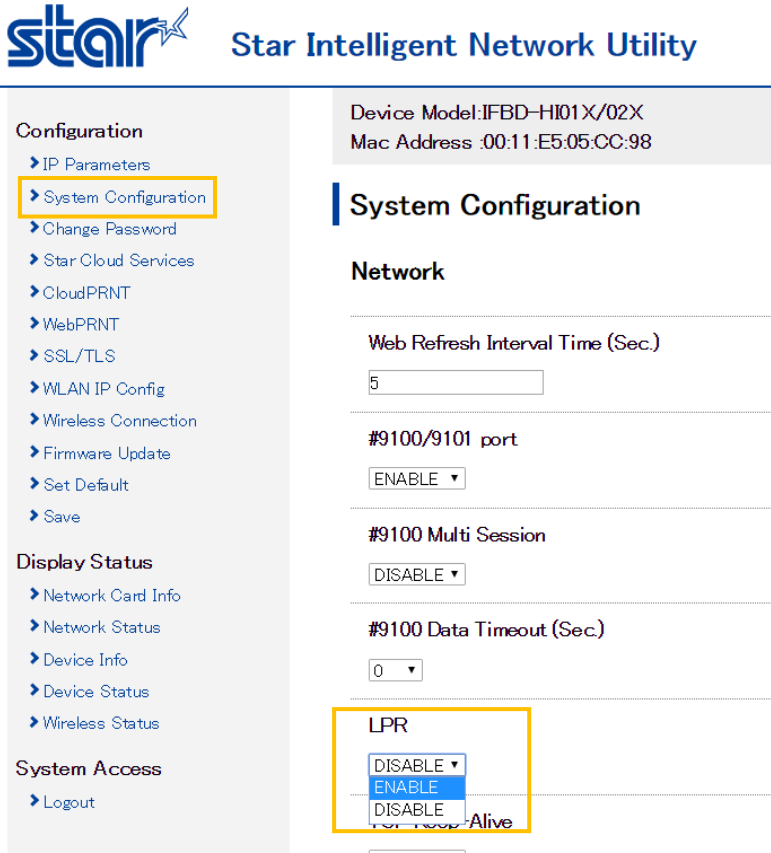 star
Star Intelligent Network Utility
Configuration
IP Parameters
System Configuration
Change Password
Star Cloud Services
CloudPRNT
WebPRNT
SSL/TLS
WLAN IP Config
Wireless Connection
Firmware Update
Set Default
Save
Display Status
Network Card Info
Network Status
Device Info
Device Status
Wireless Status
System Access
Logout
Device Model:IFBD-HI01X/02X
Mac Address :00:11:E5:05:CC:98
System Configuration
Network
Web Refresh Interval Time (Sec.)
5
#9100/9101 port
ENABLE
#9100 Multi Session
DISABLE
#9100 Data Timeout (Sec.)
0
LPR
DISABLE
ENABLE
DISABLE
Keep-Alive